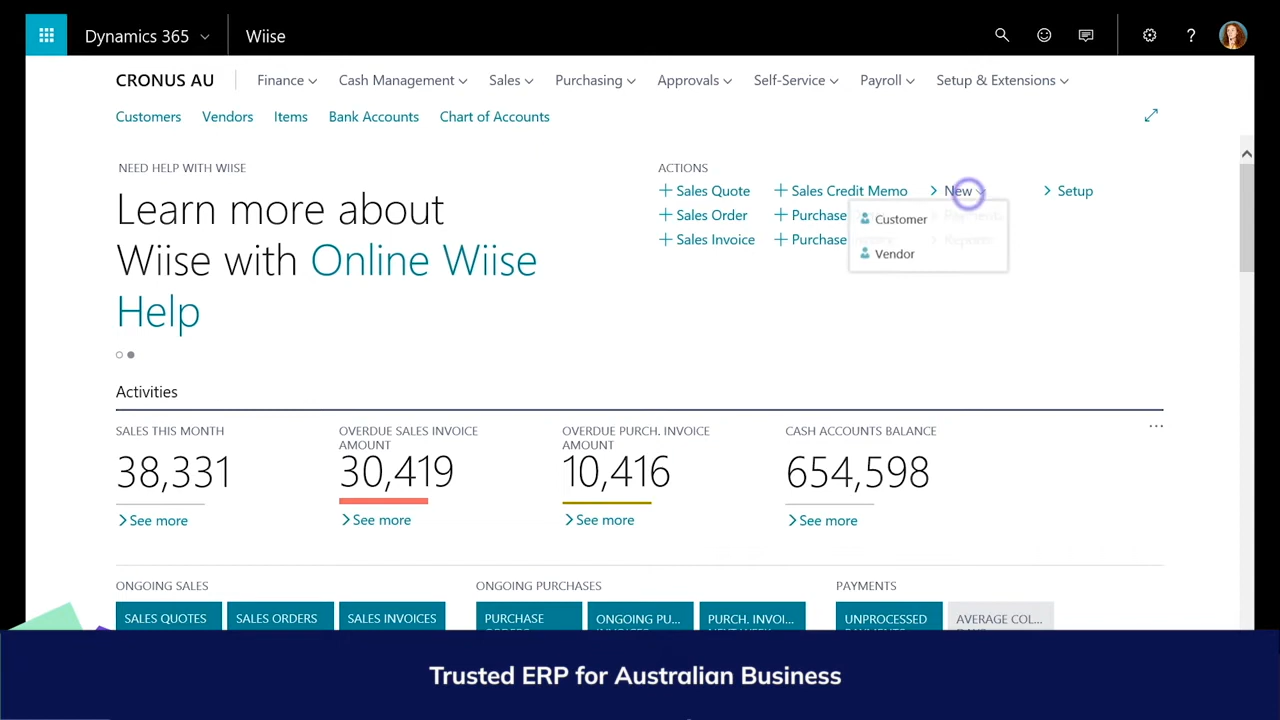 Dynamics 365
Wiise
?
CRONUS AU
Finance
Cash Management
Sales
Purchasing
Approvals
Self-Service
Payroll
Setup & Extensions
Customers
Vendors
Items
Bank Accounts
Chart of Accounts
NEED HELP WITH WIISE
Learn more about
Wiise with Online Wiise
Help
ACTIONS
+ Sales Quote
+ Sales Credit Memo
> New
> Setup
+ Sales Order
+ Purchase
Payments
+ Sales Invoice
+ Purchase
> Reports
Customer
Vendor
Activities
...
SALES THIS MONTH
38,331
> See more
OVERDUE SALES INVOICE
AMOUNT
30,419
> See more
OVERDUE PURCH. INVOICE
AMOUNT
10,416
> See more
CASH ACCOUNTS BALANCE
654,598
> See more
ONGOING SALES
SALES QUOTES
SALES ORDERS
SALES INVOICES
ONGOING PURCHASES
PURCHASE
ONGOING PU...
PURCH. INVOI...
PAYMENTS
UNPROCESSED
AVERAGE COL...
Trusted ERP for Australian Business